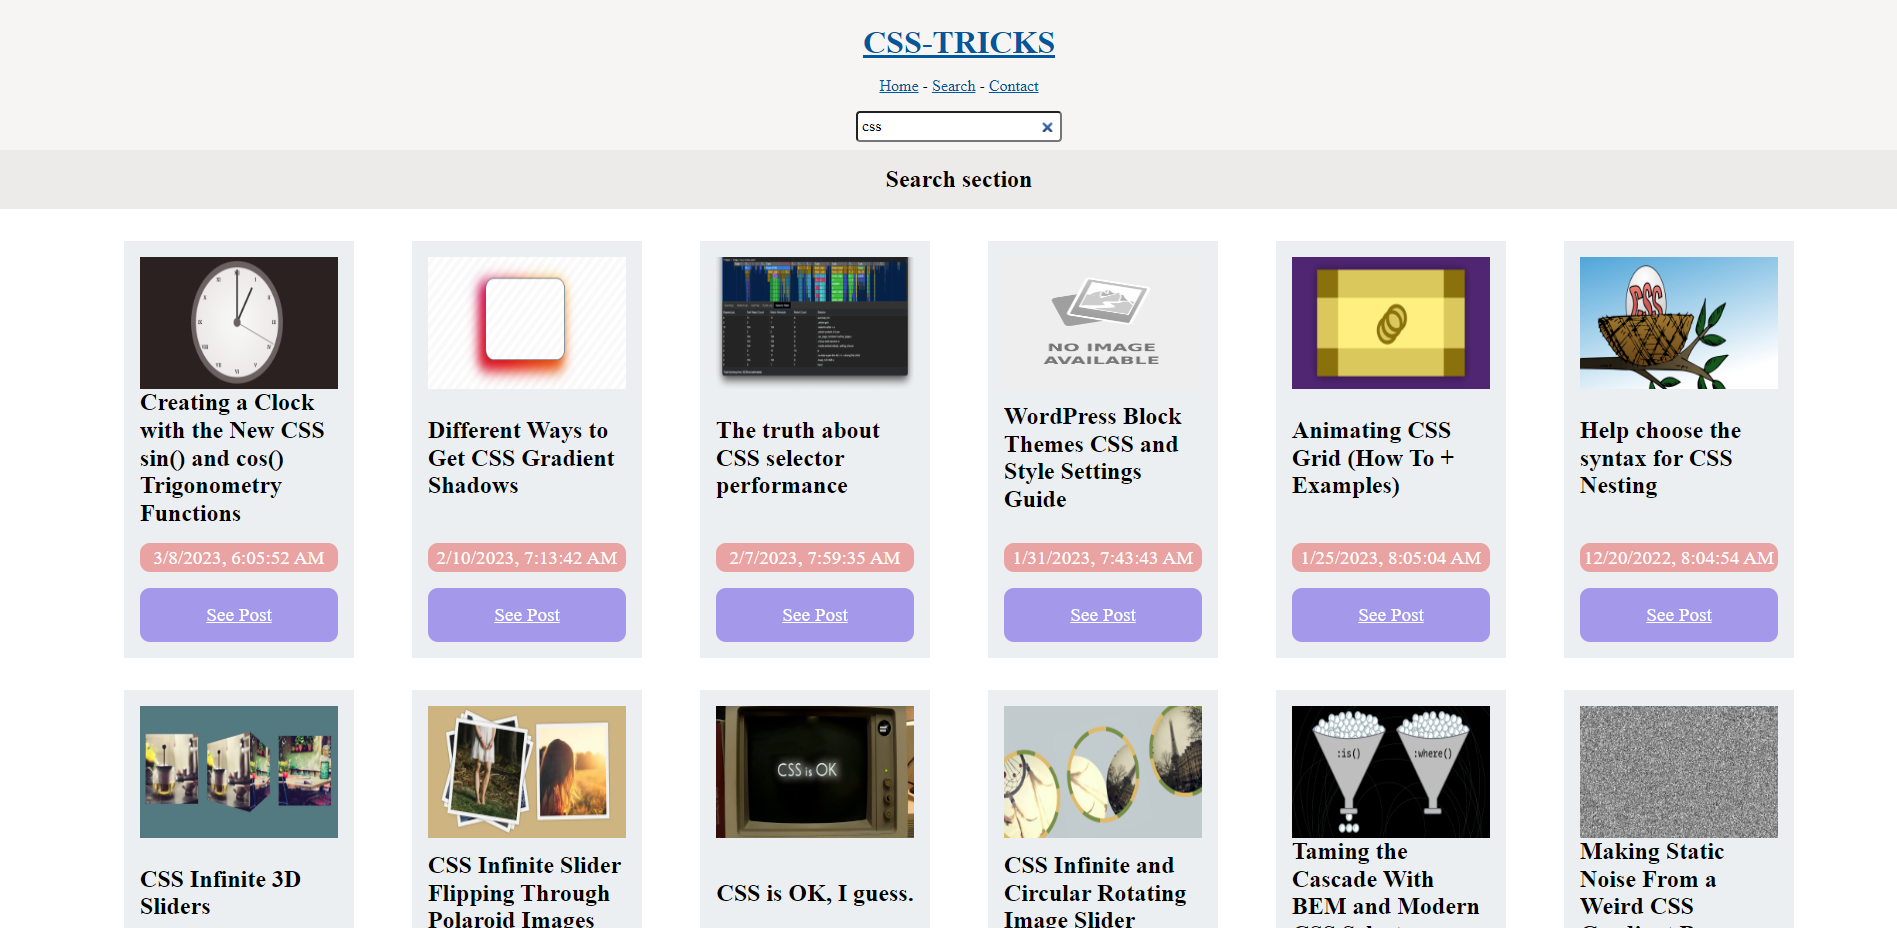 CSS-TRICKS
Home - Search - Contact
css
Search section
NO IMAGE
AVAILABLE
CSS
Creating a Clock
with the New CSS
sin() and cos()
Trigonometry
Functions
Different Ways to
Get CSS Gradient
Shadows
The truth about
CSS selector
performance
WordPress Block
Themes CSS and
Style Settings
Guide
Animating CSS
Grid (How To +
Examples)
Help choose the
syntax for CSS
Nesting
3/8/2023, 6:05:52 AM
2/10/2023, 7:13:42 AM
2/7/2023, 7:59:35 AM
1/31/2023, 7:43:43 AM
1/25/2023, 8:05:04 AM
12/20/2022, 8:04:54 AM
See Post
See Post
See Post
See Post
See Post
See Post
CSS is OK
:is()
:where()
CSS Infinite 3D
Sliders
CSS Infinite Slider
Flipping Through
Polaroid Images
CSS is OK, I guess.
CSS Infinite and
Circular Rotating
Image Slider
Taming the
Cascade With
BEM and Modern
Making Static
Noise From a
Weird CSS